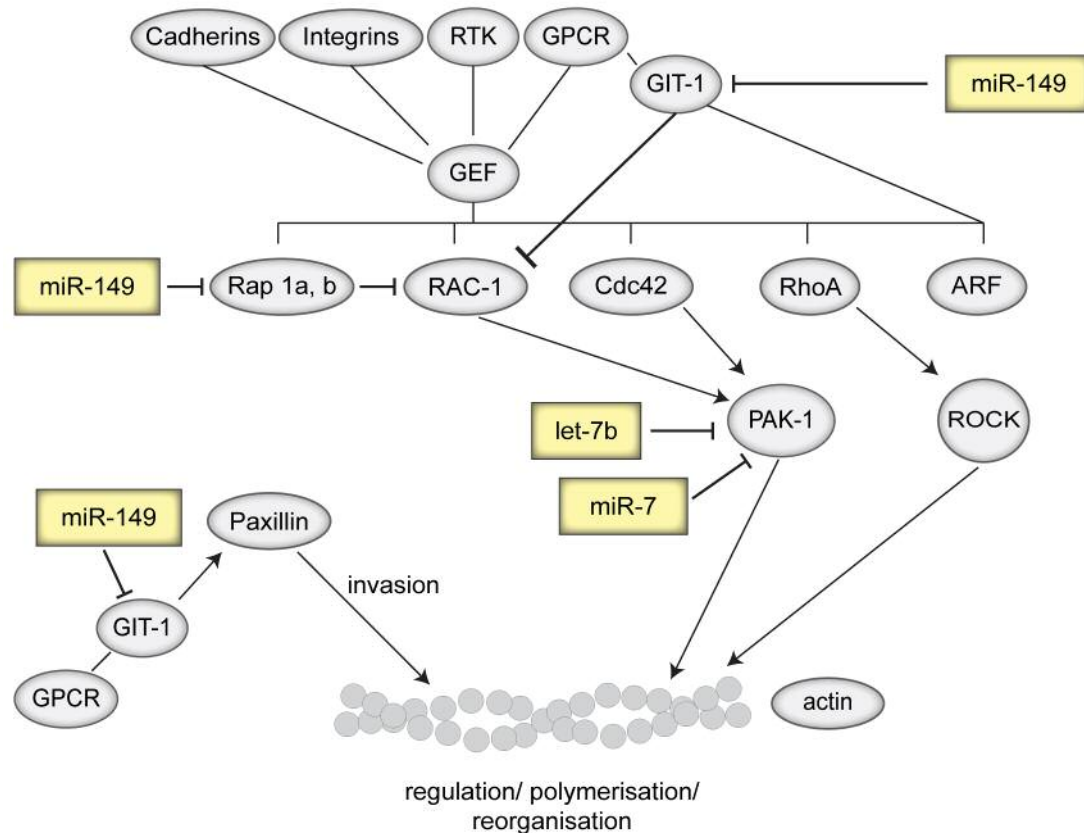 Cadherins
Integrins
RTK
GPCR
GIT-1
miR-149
GEF
miR-149
Rap 1a, b
RAC-1
Cdc42
RhoA
ARF
let-7b
PAK-1
ROCK
miR-7
miR-149
Paxillin
invasion
GIT-1
GPCR
actin
regulation/ polymerisation/
reorganisation